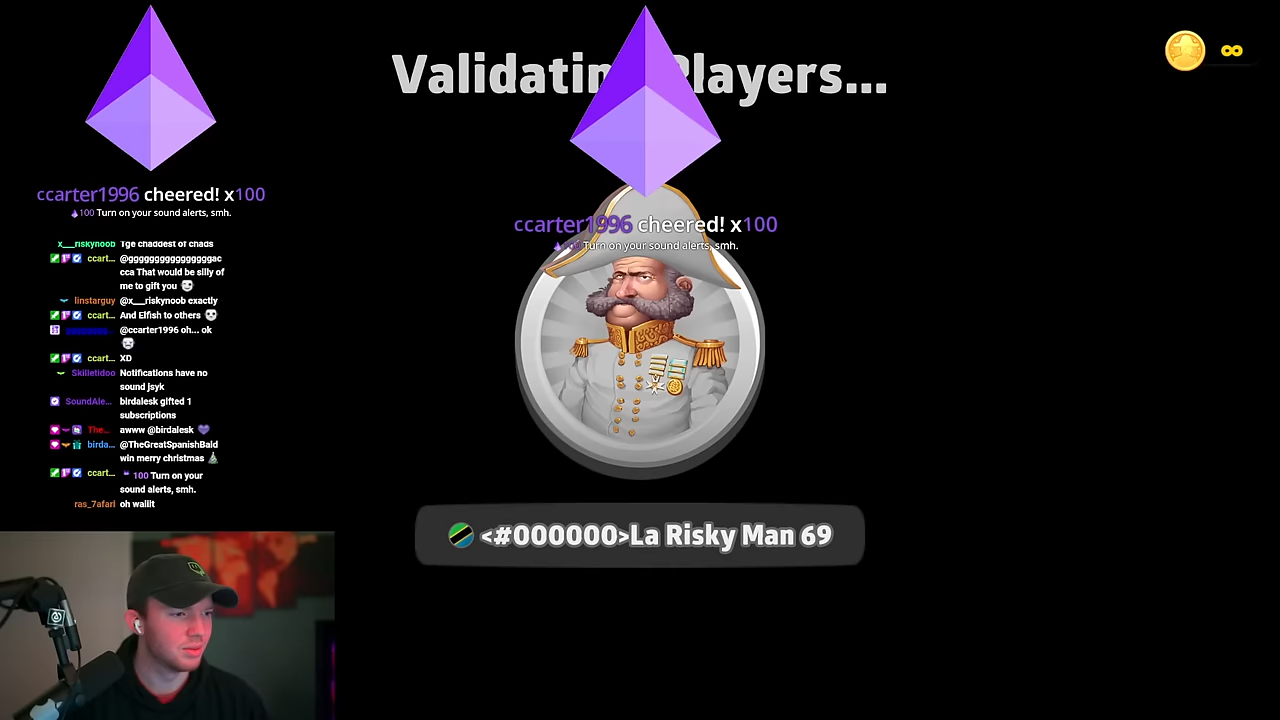 Validatin Players...
∞
ccarter1996 cheered! x100
100 Turn on your sound alerts, smh.
ccarter1996 cheered! x100
Turn on your sound alerts, smh.
x___riskynoob Tge chaddest of chads
ccart... @gggggggggggggggggac
cca That would be silly of
me to gift you
linstarguy @x___riskynoob exactly
ccart... And Elfish to others
@ccarter1996 oh... ok
ccart... XD
Skilletidoo Notifications have no
sound jsyk
SoundAle... birdalesk gifted 1
subscriptions
The... awww @birdalesk
birda... @TheGreatSpanishBald
win merry christmas
ccart... 100 Turn on your
sound alerts, smh.
ras_7afari oh waiiit
<#000000>La Risky Man 69